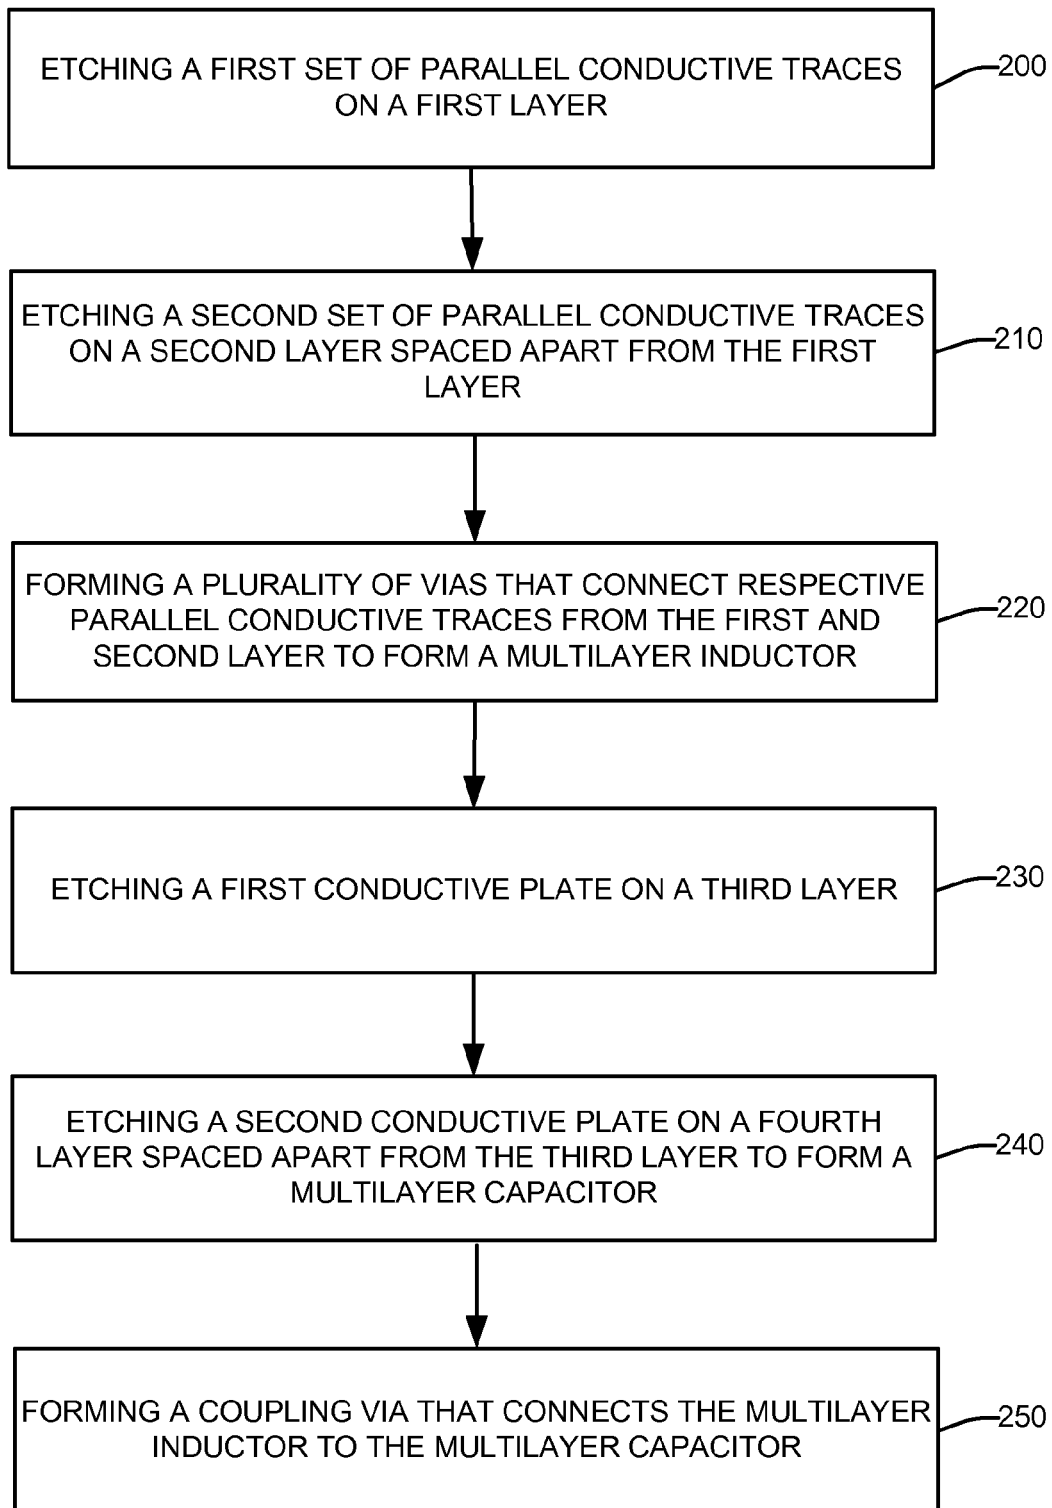 ETCHING A FIRST SET OF PARALLEL CONDUCTIVE TRACES
ON A FIRST LAYER
200
ETCHING A SECOND SET OF PARALLEL CONDUCTIVE TRACES
ON A SECOND LAYER SPACED APART FROM THE FIRST
LAYER
210
FORMING A PLURALITY OF VIAS THAT CONNECT RESPECTIVE
PARALLEL CONDUCTIVE TRACES FROM THE FIRST AND
SECOND LAYER TO FORM A MULTILAYER INDUCTOR
220
ETCHING A FIRST CONDUCTIVE PLATE ON A THIRD LAYER
230
ETCHING A SECOND CONDUCTIVE PLATE ON A FOURTH
LAYER SPACED APART FROM THE THIRD LAYER TO FORM A
MULTILAYER CAPACITOR
240
FORMING A COUPLING VIA THAT CONNECTS THE MULTILAYER
INDUCTOR TO THE MULTILAYER CAPACITOR
250